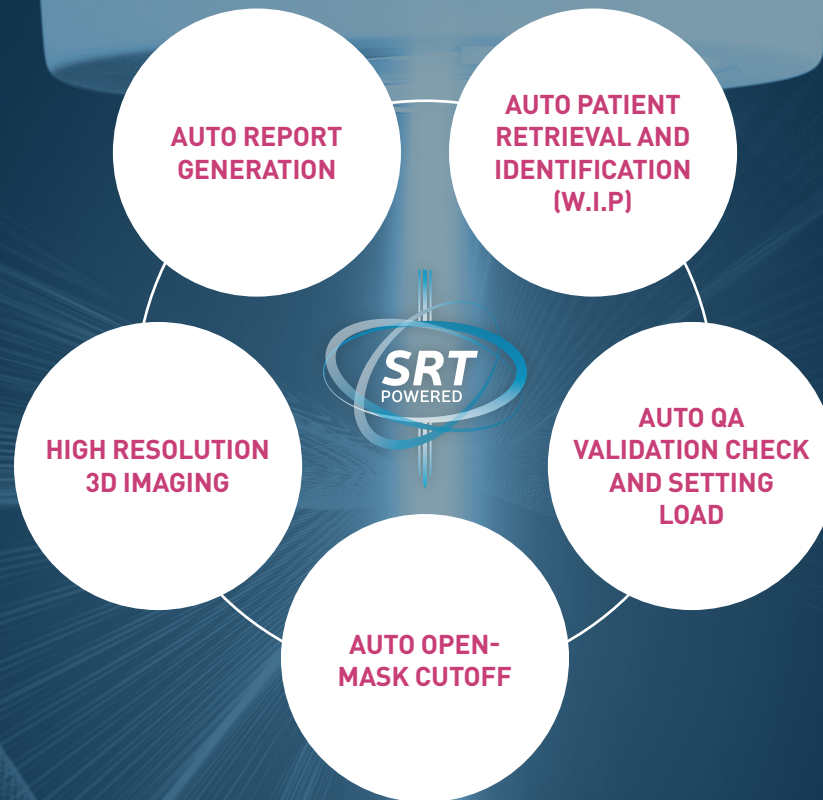 AUTO REPORT
GENERATION
AUTO PATIENT
RETRIEVAL AND
IDENTIFICATION
(W.I.P)
SRT
POWERED
HIGH RESOLUTION
3D IMAGING
AUTO QA
VALIDATION CHECK
AND SETTING
LOAD
AUTO OPEN-
MASK CUTOFF